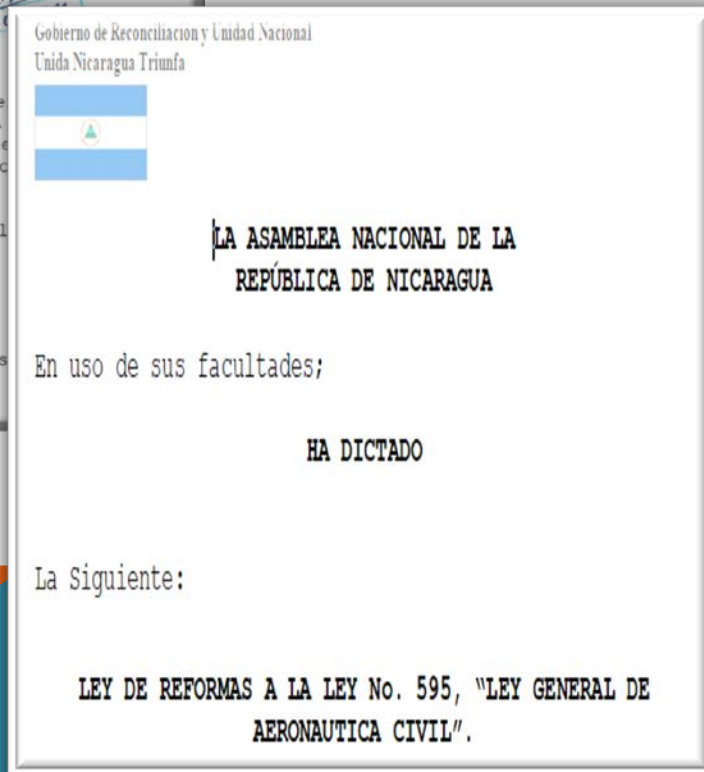 Gobierno de Reconciliación y Unidad Nacional
Unida Nicaragua Triunfa
LA ASAMBLEA NACIONAL DE LA
REPÚBLICA DE NICARAGUA
En uso de sus facultades;
HA DICTADO
La Siguiente:
LEY DE REFORMAS A LA LEY No. 595, “LEY GENERAL DE
AERONAUTICA CIVIL”.